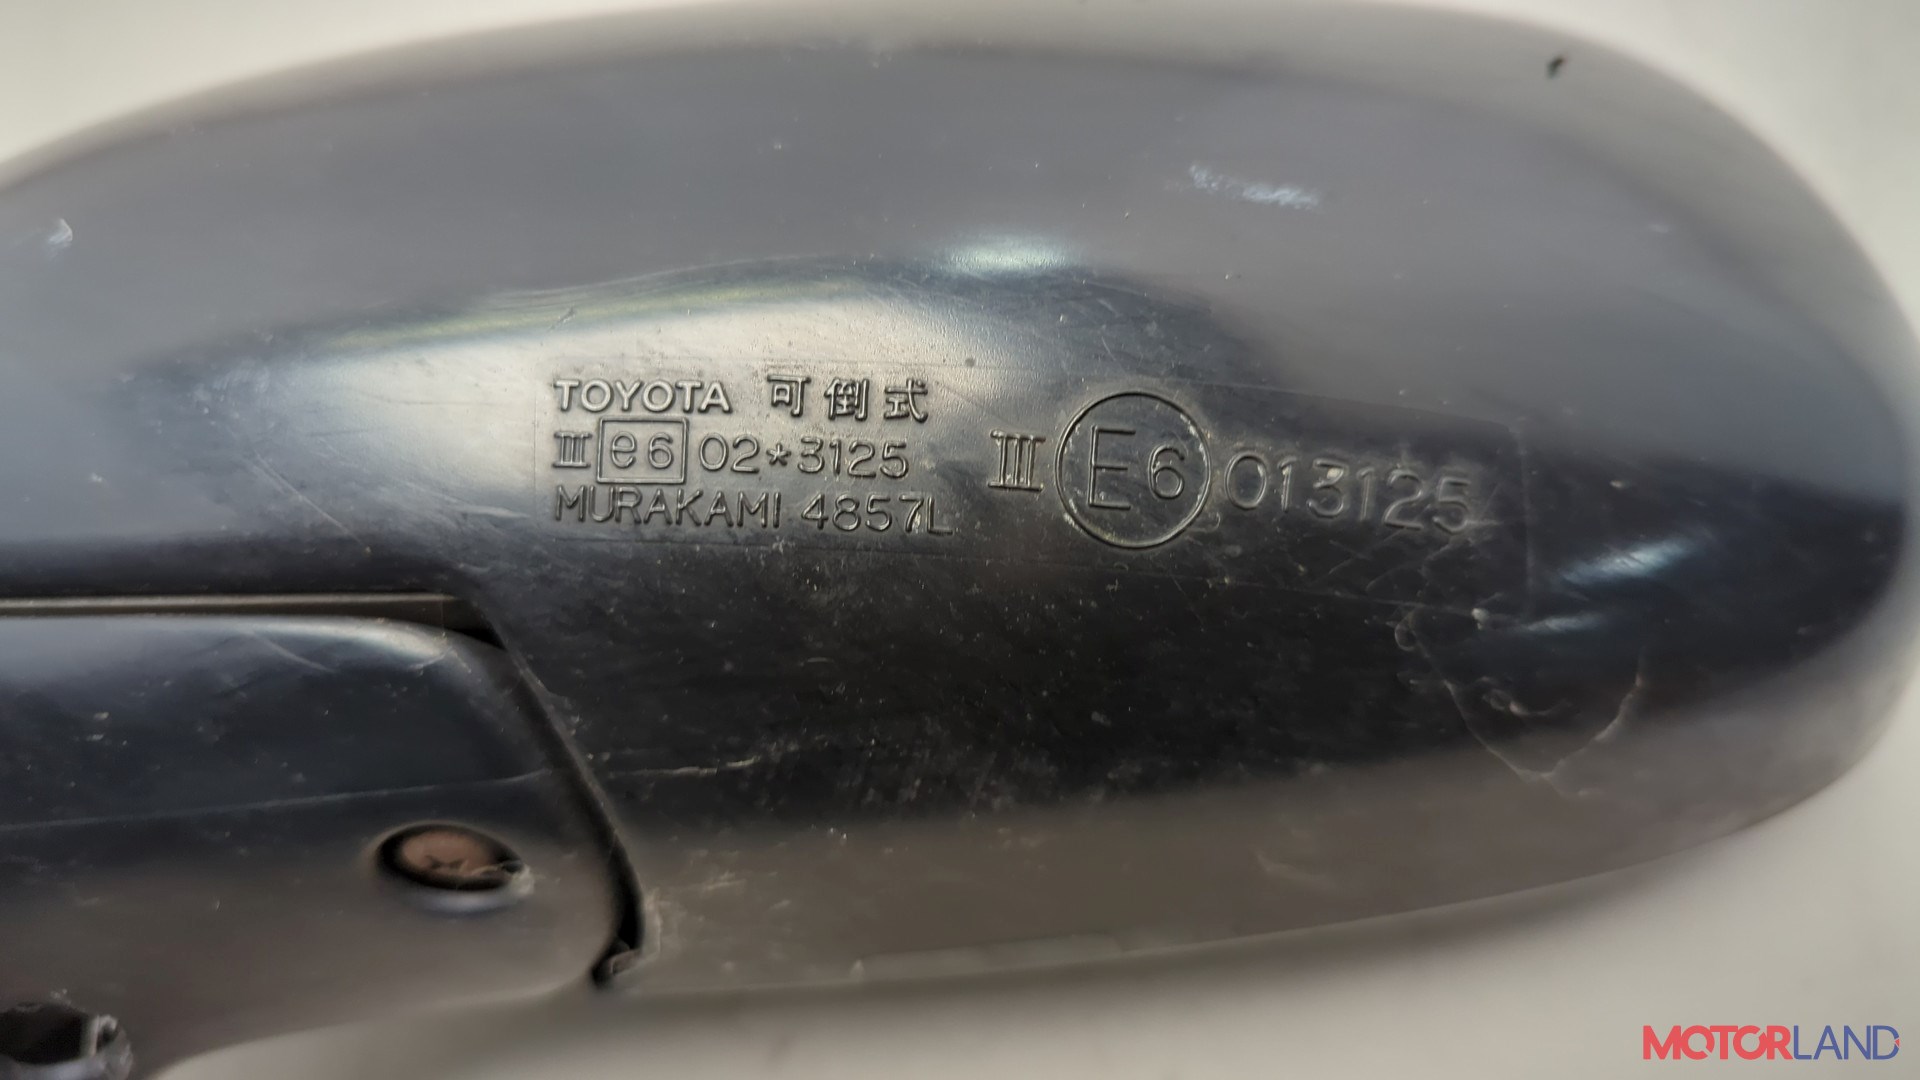 TOYOTA 可倒式
III e6 02*3125
MURAKAMI 4857L
III E6 013125
MOTORLAND